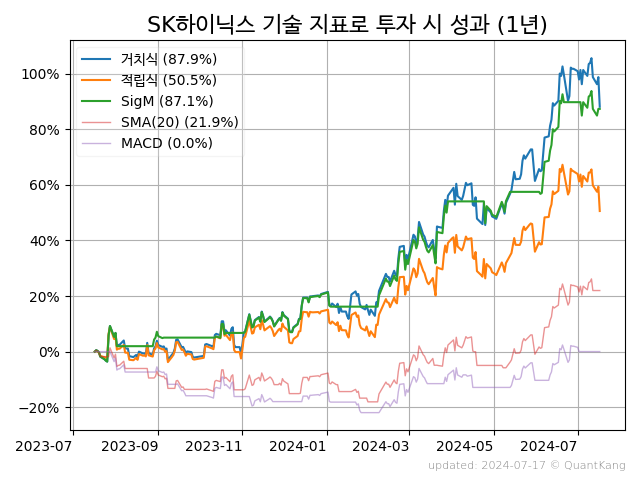 SK하이닉스 기술 지표로 투자 시 성과 (1년)
거치식 (87.9%)
적립식 (50.5%)
SigM (87.1%)
SMA(20) (21.9%)
MACD (0.0%)
100%
80%
60%
40%
20%
0%
−20%
2023-07 2023-09 2023-11 2024-01 2024-03 2024-05 2024-07
updated: 2024-07-17 © QuantKang